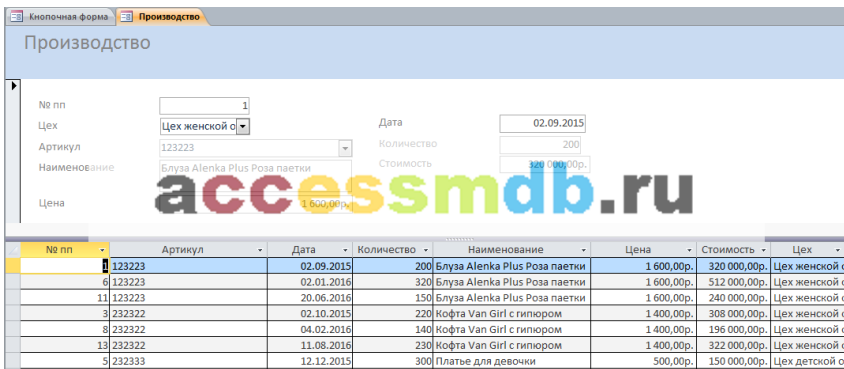 Кнопочная форма Производство
Производство
№ пп 1
Цех Цех женской о Дата 02.09.2015
Артикул 123223 Количество 200
Наименование Блуза Alenka Plus Роза паетки Стоимость 320 000,00р.
accessmdb.ru
Цена 1 600,00р.
№ пп Артикул Дата Количество Наименование Цена Стоимость Цех
1 123223 02.09.2015 200 Блуза Alenka Plus Роза паетки 1 600,00р. 320 000,00р. Цех женской о
6 123223 02.01.2016 320 Блуза Alenka Plus Роза паетки 1 600,00р. 512 000,00р. Цех женской о
11 123223 20.06.2016 150 Блуза Alenka Plus Роза паетки 1 600,00р. 240 000,00р. Цех женской о
3 232322 02.10.2015 220 Кофта Van Girl с гипюром 1 400,00р. 308 000,00р. Цех женской о
8 232322 04.02.2016 140 Кофта Van Girl с гипюром 1 400,00р. 196 000,00р. Цех женской о
13 232322 11.08.2016 230 Кофта Van Girl с гипюром 1 400,00р. 322 000,00р. Цех женской о
5 232333 12.12.2015 300 Платье для девочки 500,00р. 150 000,00р. Цех детской о